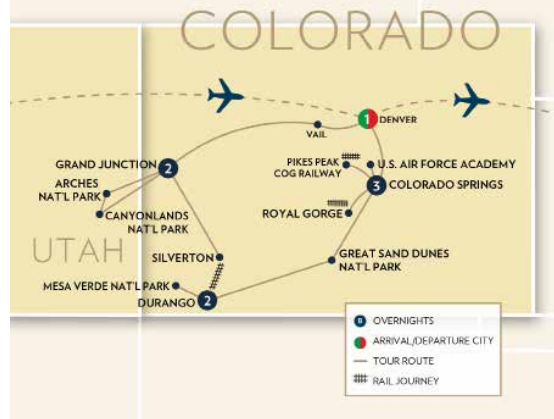 COLORADO
1
DENVER
VAIL
PIKES PEAK
COG RAILWAY
U.S. AIR FORCE ACADEMY
GRAND JUNCTION
2
3
COLORADO SPRINGS
ARCHES
NAT'L PARK
CANYONLANDS
NAT'L PARK
ROYAL GORGE
UTAH
SILVERTON
GREAT SAND DUNES
NAT'L PARK
MESA VERDE NAT'L PARK
DURANGO
2
OVERNIGHTS
ARRIVAL/DEPARTURE CITY
TOUR ROUTE
RAIL JOURNEY